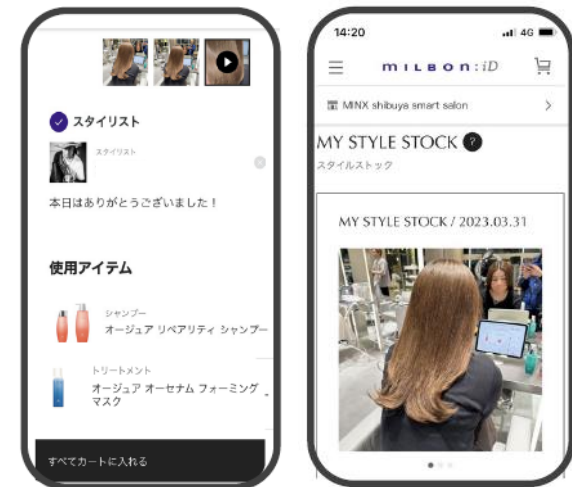 スタイリスト
スタイリスト
本日はありがとうございました！
使用アイテム
シャンプー
オージュア リペアリティ シャンプー
トリートメント
オージュア オーセナム フォーミング
マスク
すべてカートに入れる
14:20
4G
MILBON:iD
MINX shibuya smart salon
MY STYLE STOCK ?
スタイルストック
MY STYLE STOCK / 2023.03.31